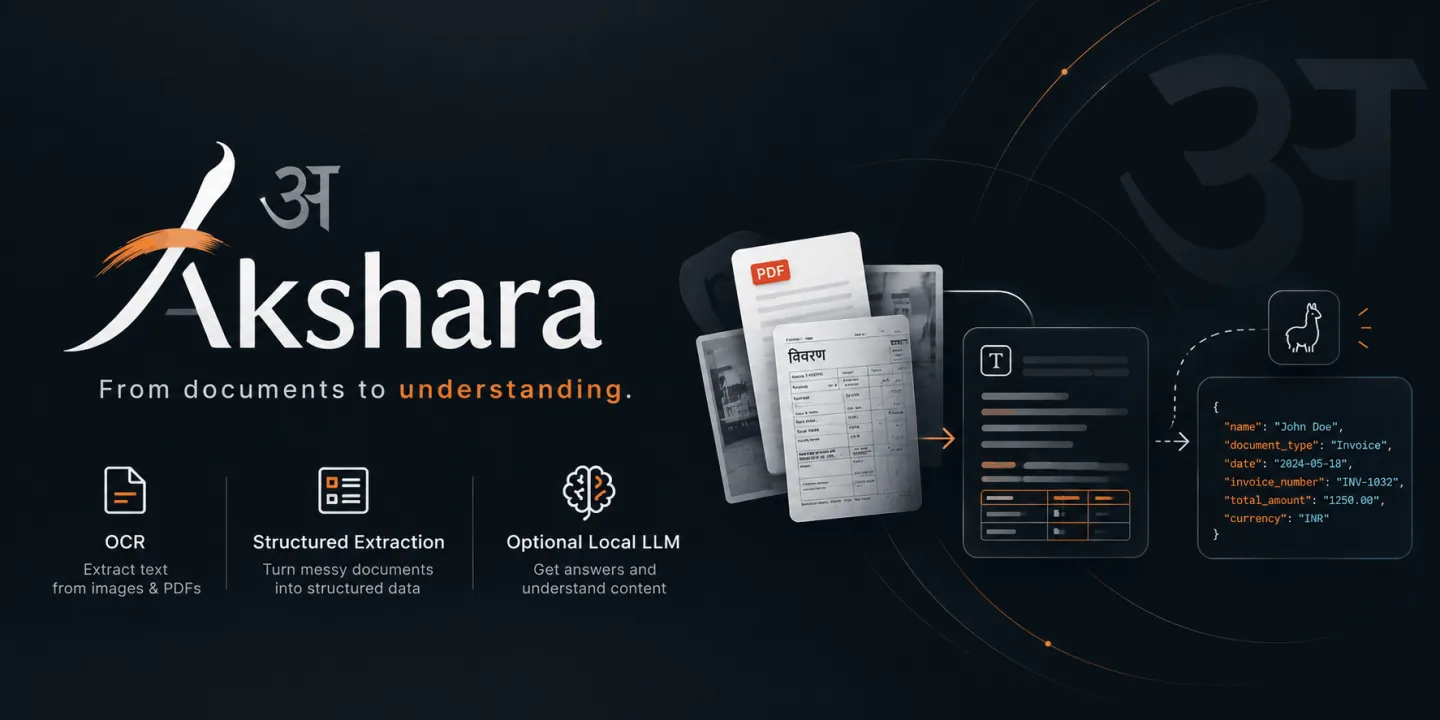 अ
Akshara
From documents to understanding.
OCR
Extract text
from images & PDFs
Structured Extraction
Turn messy documents
into structured data
Optional Local LLM
Get answers and
understand content
अ
PDF
विवरण
T
{
"name": "John Doe",
"document_type": "Invoice",
"date": "2024-05-18",
"invoice_number": "INV-1032",
"total_amount": "1250.00",
"currency": "INR"
}